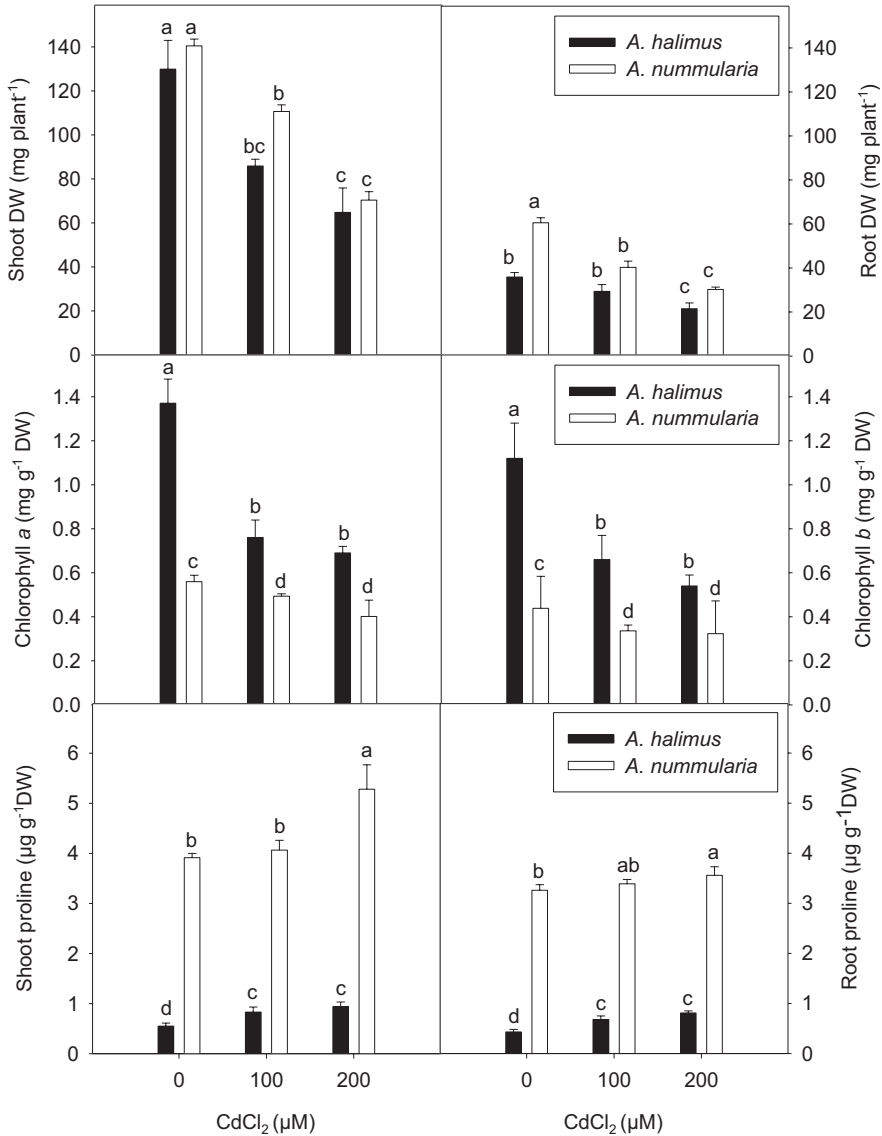 Shoot DW (mg plant⁻¹)
140
120
100
80
60
40
20
0
a a
b
bc
c c
A. halimus
A. nummularia
a
b
b b
c c
140
120
100
80
60
40
20
0
Root DW (mg plant⁻¹)
Chlorophyll a (mg g⁻¹ DW)
1.4
1.2
1.0
0.8
0.6
0.4
0.2
0.0
a
c
b
d
b
d
A. halimus
A. nummularia
a
c
b
d
b
d
1.4
1.2
1.0
0.8
0.6
0.4
0.2
0.0
Chlorophyll b (mg g⁻¹ DW)
Shoot proline (µg g⁻¹DW)
6
5
4
3
2
1
0
d
b
c
b
c
a
A. halimus
A. nummularia
d
b
c
ab
c
a
6
5
4
3
2
1
0
Root proline (µg g⁻¹DW)
0 100 200
CdCl₂ (µM)
0 100 200
CdCl₂ (µM)